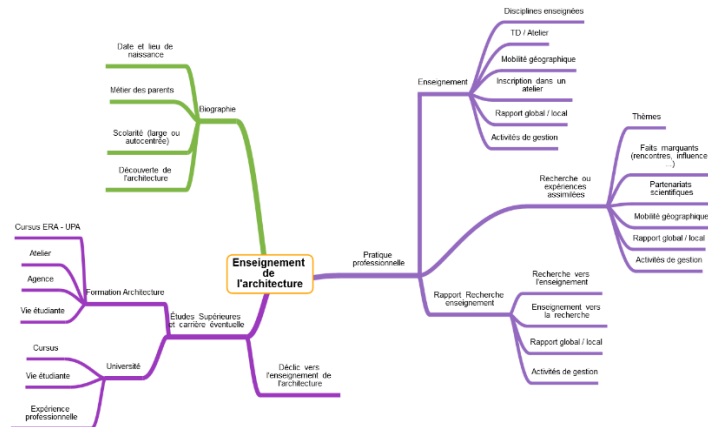 Enseignement
de
l'architecture
Biographie
Date et lieu de
naissance
Métier des parents
Scolarité (large ou
autocentrée)
Découverte de
l'architecture
Études Supérieures
et carrière éventuelle
Formation Architecture
Cursus ERA - UPA
Atelier
Agence
Vie étudiante
Université
Cursus
Vie étudiante
Expérience
professionnelle
Déclic vers
l'enseignement de
l'architecture
Pratique
professionnelle
Enseignement
Disciplines enseignées
TD / Atelier
Mobilité géographique
Inscription dans un
atelier
Rapport global / local
Activités de gestion
Recherche ou
expériences
assimilées
Thèmes
Faits marquants
(rencontres, influence
...)
Partenariats
scientifiques
Mobilité géographique
Rapport global / local
Activités de gestion
Rapport Recherche
enseignement
Recherche vers
l'enseignement
Enseignement vers
la recherche
Rapport global / local
Activités de gestion